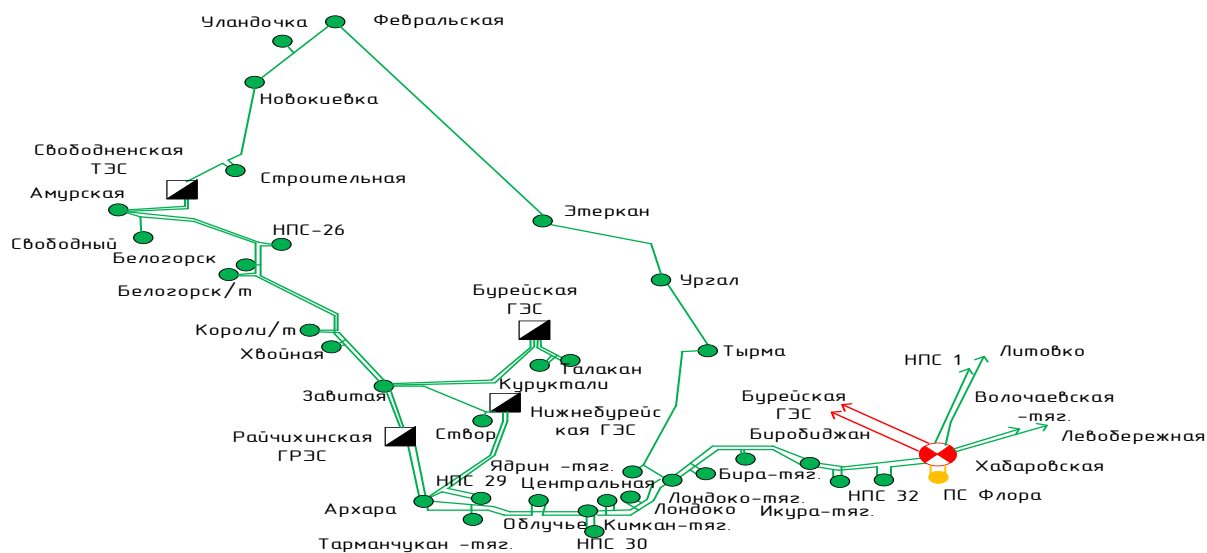 Уландочка
Февральская
Новокиевка
Свободненская
ТЭС
Строительная
Амурская
Свободный
НПС-26
Белогорск
Белогорск/т
Этеркан
Ургал
Тырма
Бурейская
ГЭС
Короли/т
Хвойная
Талакан
Куруктали
Завитая
Створ
Нижнебурейс
кая ГЭС
Райчихинская
ГРЭС
НПС 1
Литовко
Бурейская
ГЭС
Волочаевская
-тяг.
Левобережная
Биробиджан
Хабаровская
Ядрин -тяг.
НПС 29
Центральная
Бира-тяг.
НПС 32
ПС Флора
Архара
Облучье
Лондоко-тяг.
Лондоко
Икура-тяг.
Кимкан-тяг.
Тарманчукан -тяг.
НПС 30